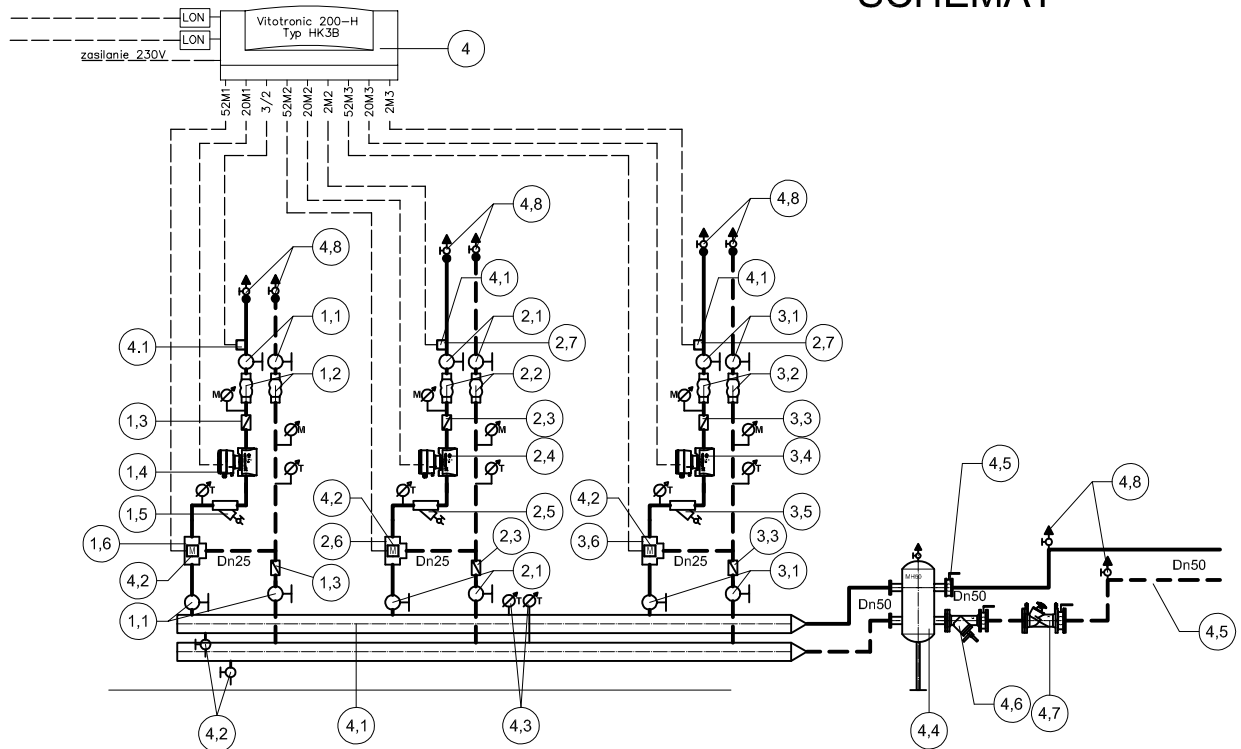 SCHEMAT
LON
Vitotronic 200-H
Typ HK3B
LON
4
zasilanie 230V
52M1
20M1
3/2
52M2
20M2
2M2
52M3
20M3
2M3
4,8
4,8
4,8
4,1
4,1
1,1
2,1
3,1
4.1
2,7
2,7
1,2
2,2
3,2
M
M
M
1,3
2,3
3,3
M
M
M
1,4
2,4
3,4
T
T
T
4,5
4,8
T
T
T
4,2
4,2
1,5
2,5
3,5
1,6
M
2,6
M
3,6
M
2,3
3,3
Dn25
Dn25
Dn25
Dn50
4,2
1,3
2,1
3,1
MH50
Dn50
Dn50
T
T
1,1
4,5
4,2
4,1
4,3
4,4
4,6
4,7